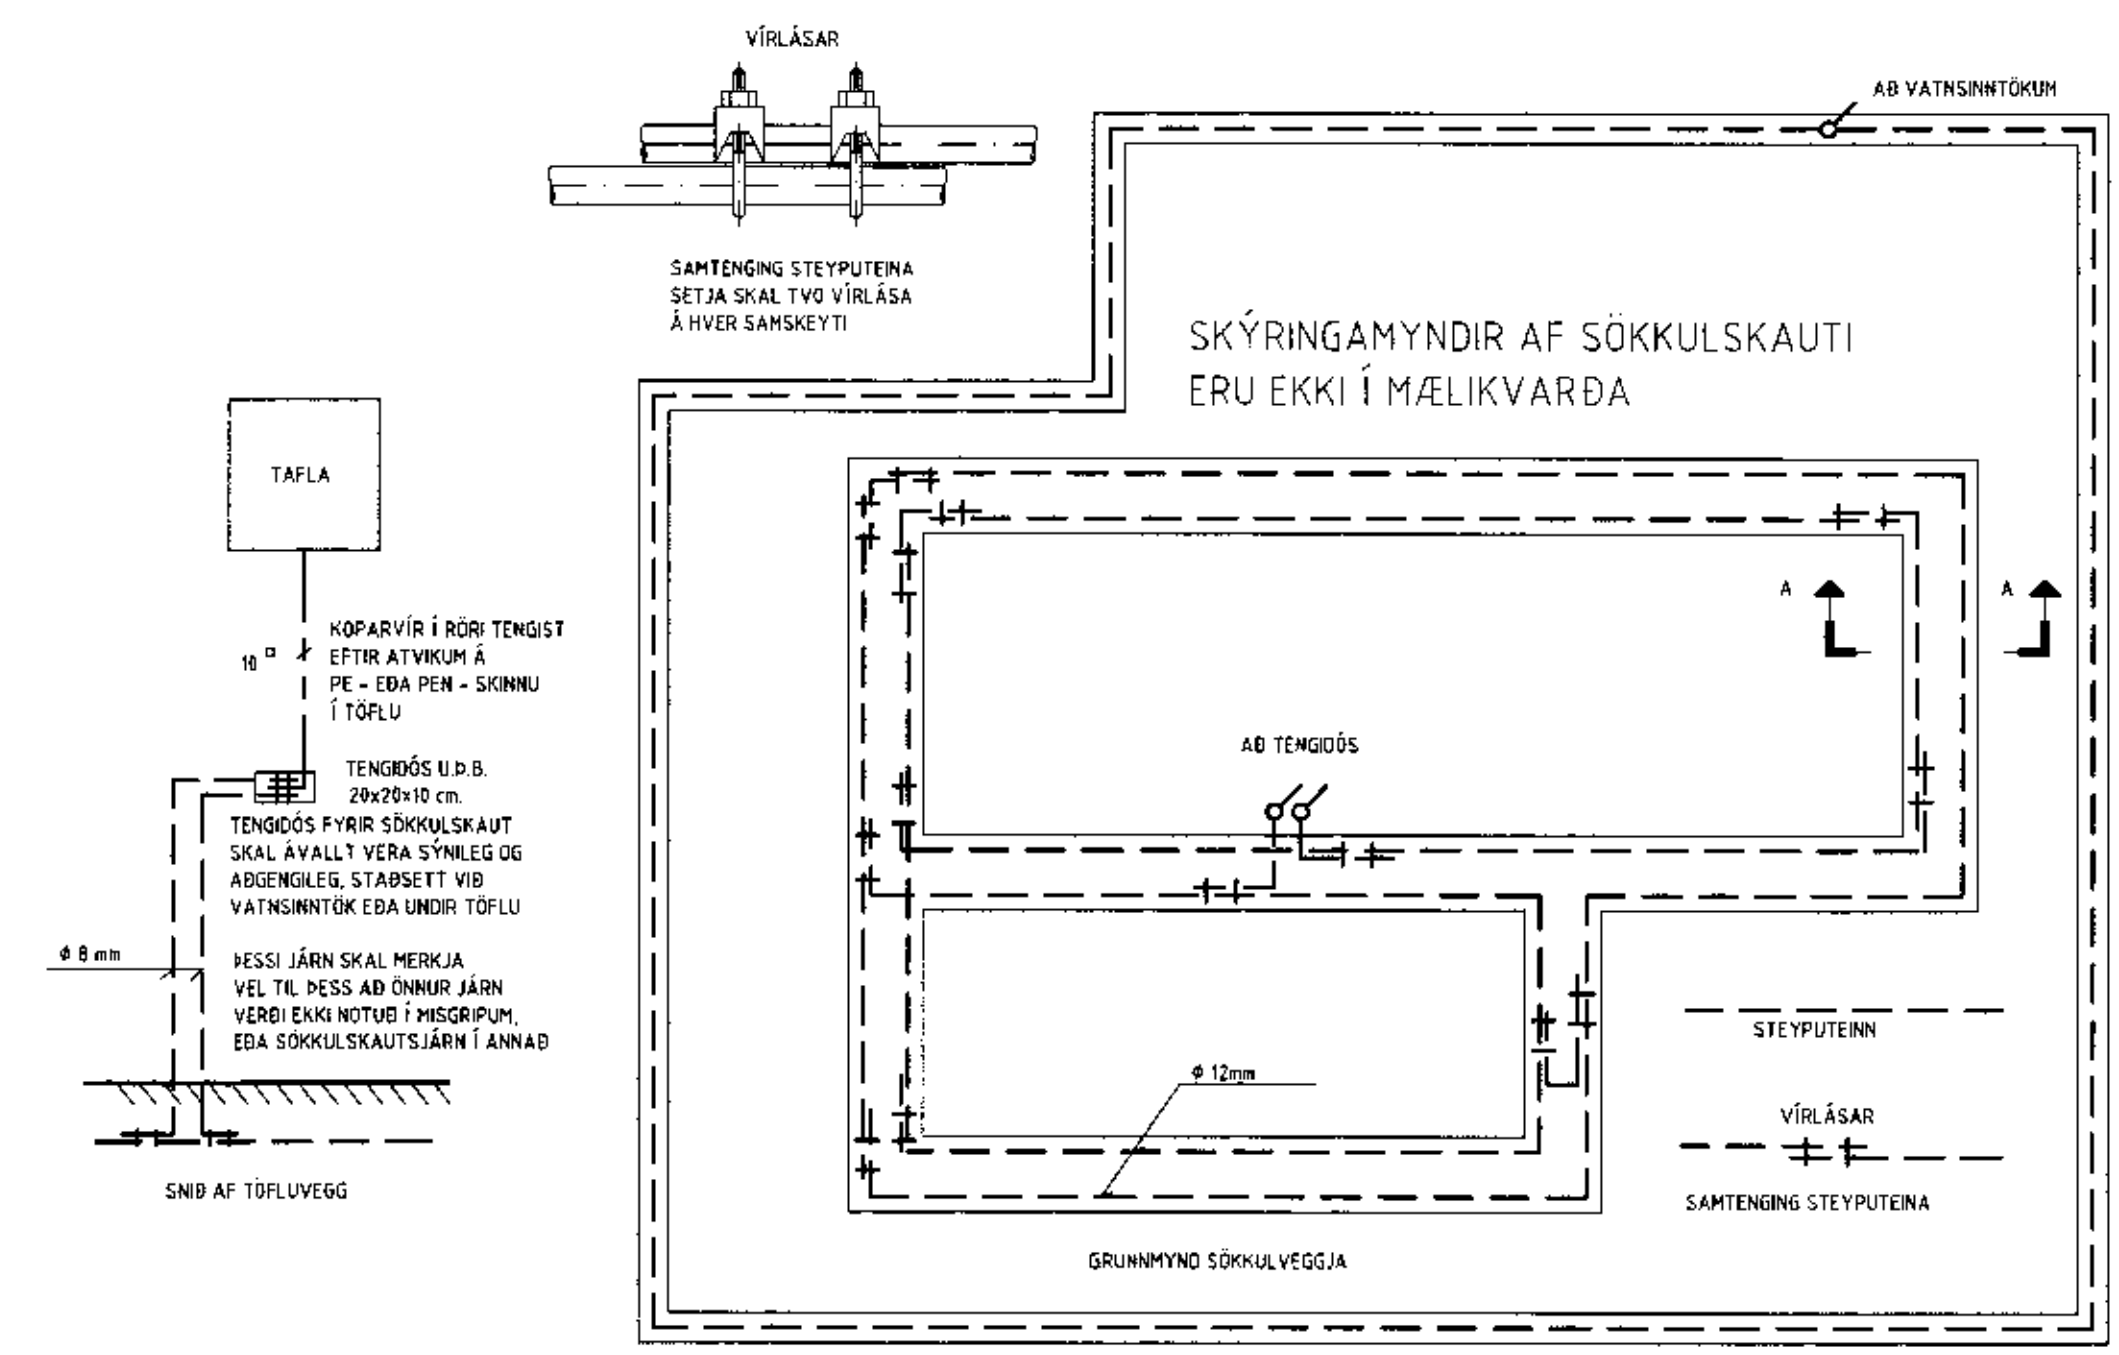 VÍRLÁSAR
SAMTENGING STEYPUTEINA
SETJA SKAL TVO VÍRLÁSA
Á HVER SAMSKEYTI
AÐ VATNSINNTÖKUM
SKÝRINGAMYNDIR AF SÖKKULSKAUTI
ERU EKKI Í MÆLIKVARÐA
TAFLA
10 □
KOPARVÍR Í RÖRI TENGIST
EFTIR ATVIKUM Á
PE - EÐA PEN - SKINNU
Í TÖFLU
TENGIDÓS U.Þ.B.
20x20x10 cm.
TENGIDÓS FYRIR SÖKKULSKAUT
SKAL ÁVALLT VERA SÝNILEG OG
AÐGENGILEG, STAÐSETT VIÐ
VATNSINNTÖK EÐA UNDIR TÖFLU
ϕ 8 mm
ÞESSI JÁRN SKAL MERKJA
VEL TIL ÞESS AÐ ÖNNUR JÁRN
VERÐI EKKI NOTUÐ Í MISGRIPUM,
EÐA SÖKKULSKAUTSJÁRN Í ANNAÐ
SNIÐ AF TÖFLUVEGG
A
A
AÐ TENGIDÓS
ϕ 12mm
STEYPUTEINN
VÍRLÁSAR
SAMTENGING STEYPUTEINA
GRUNNMYND SÖKKULVEGGJA